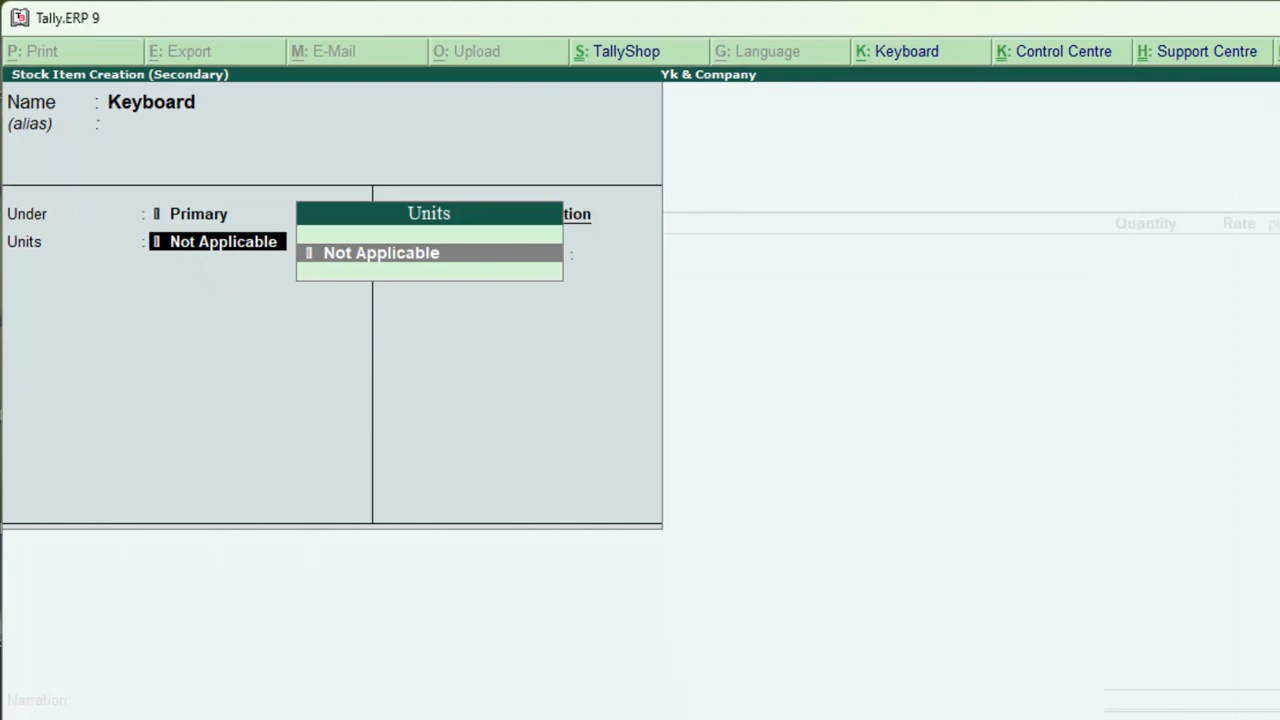 Tally.ERP 9
P: Print E: Export M: E-Mail O: Upload S: TallyShop G: Language K: Keyboard K: Control Centre H: Support Centre
Stock Item Creation (Secondary) Yk & Company
Name : Keyboard
(alias) :
Under : Primary Units tion
Quantity Rate
Units : Not Applicable
Not Applicable :
Narration